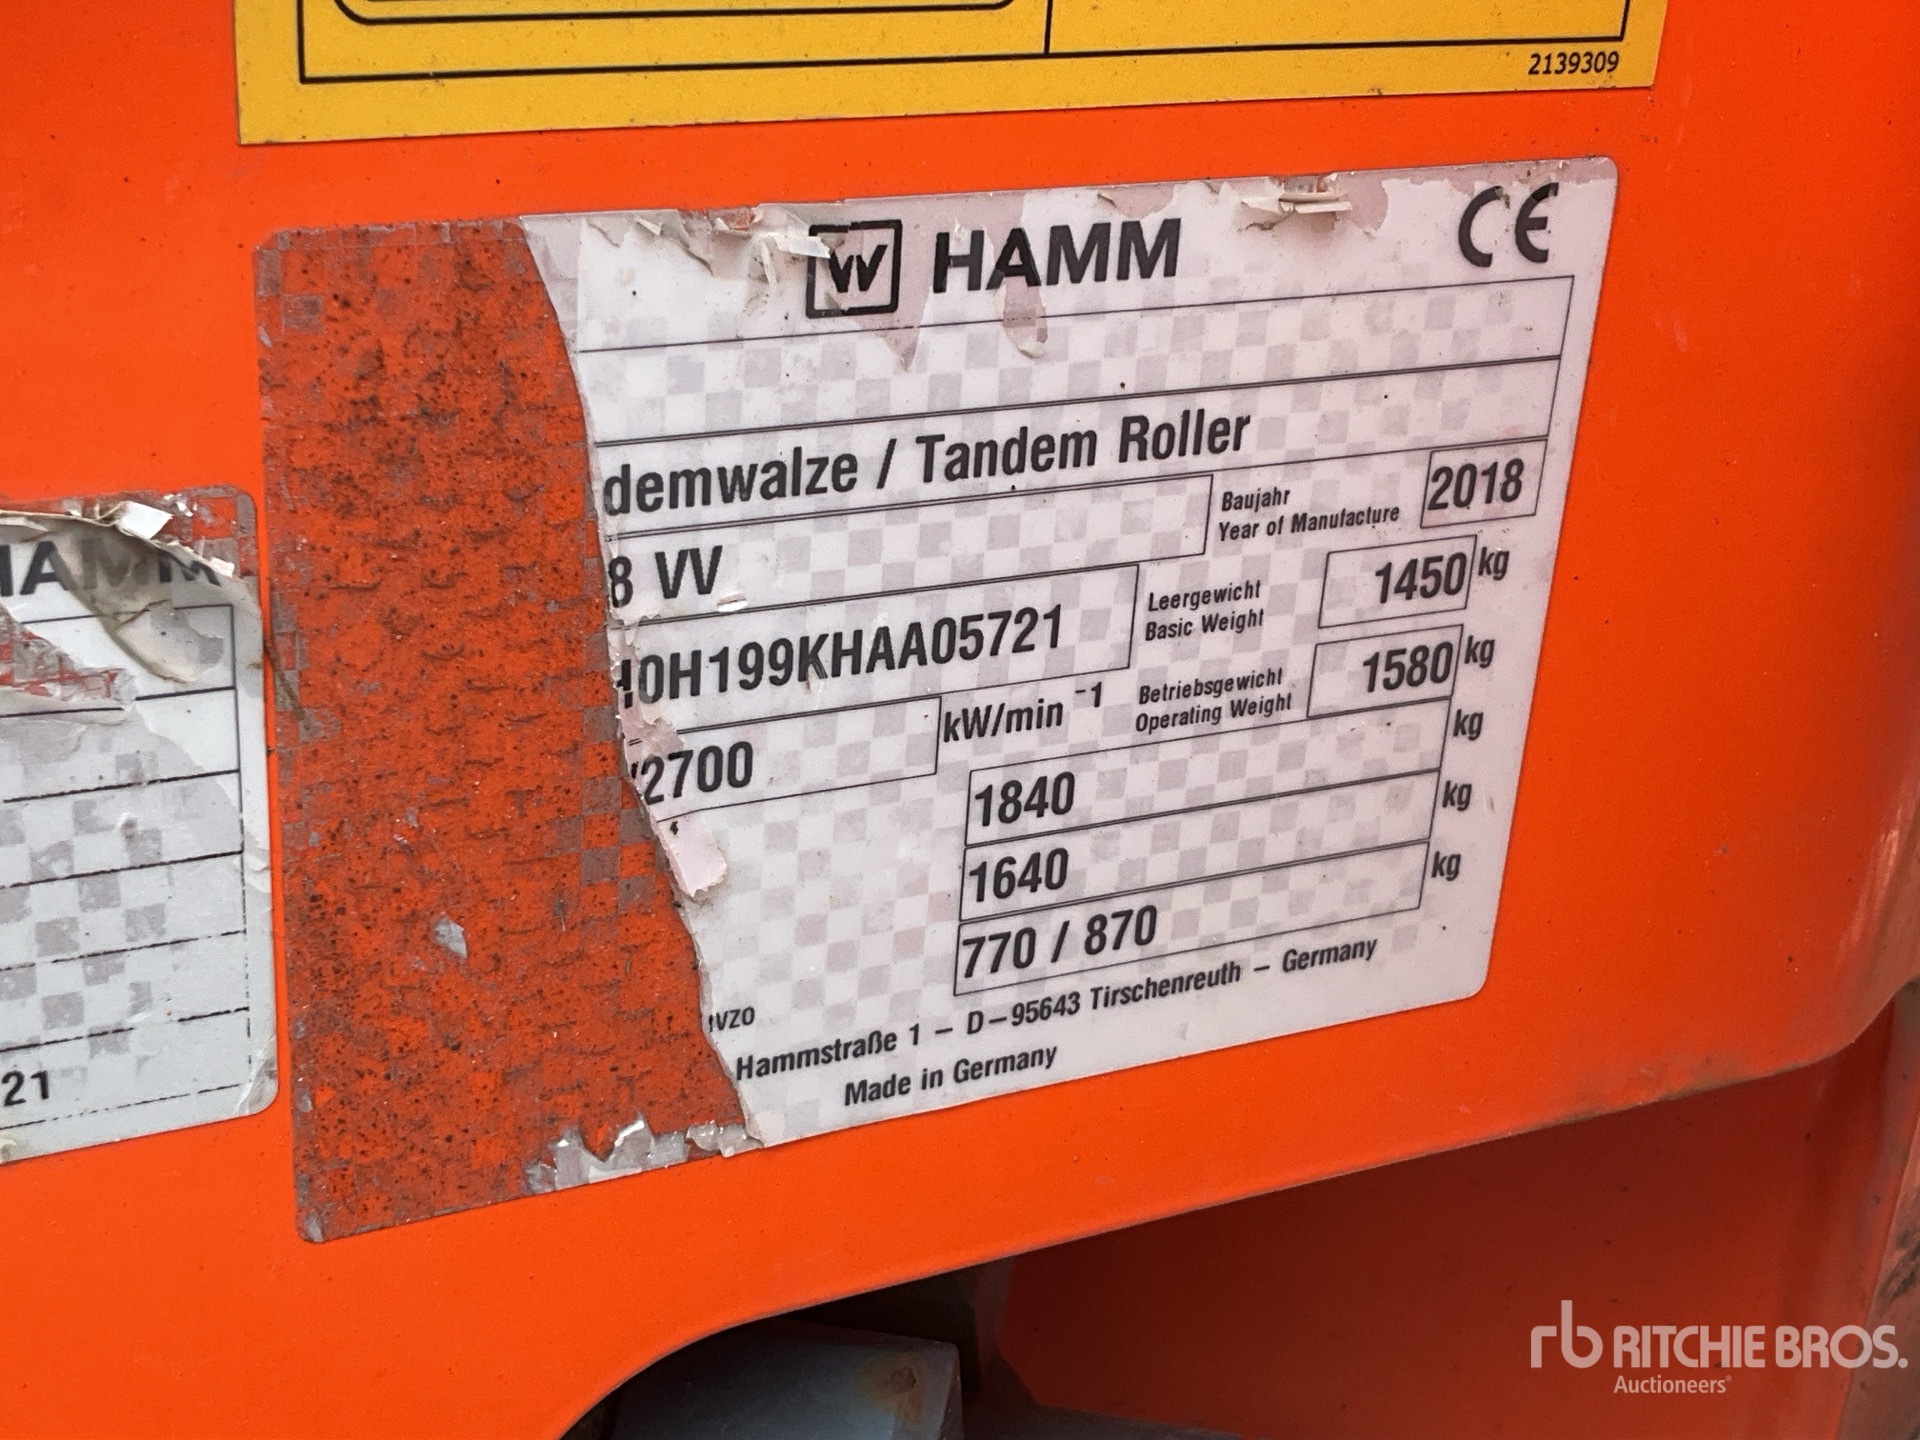 2139309
HAMM CE
demwalze / Tandem Roller
8 VV
Baujahr
Year of Manufacture 2018
H0H199KHAA05721
Leergewicht
Basic Weight 1450 kg
2700 kW/min -1
Betriebsgewicht
Operating Weight 1580 kg
1840 kg
1640 kg
770 / 870 kg
VZO
Hammstraße 1 – D–95643 Tirschenreuth – Germany
Made in Germany
HAMM
21
rb RITCHIE BROS.
Auctioneers